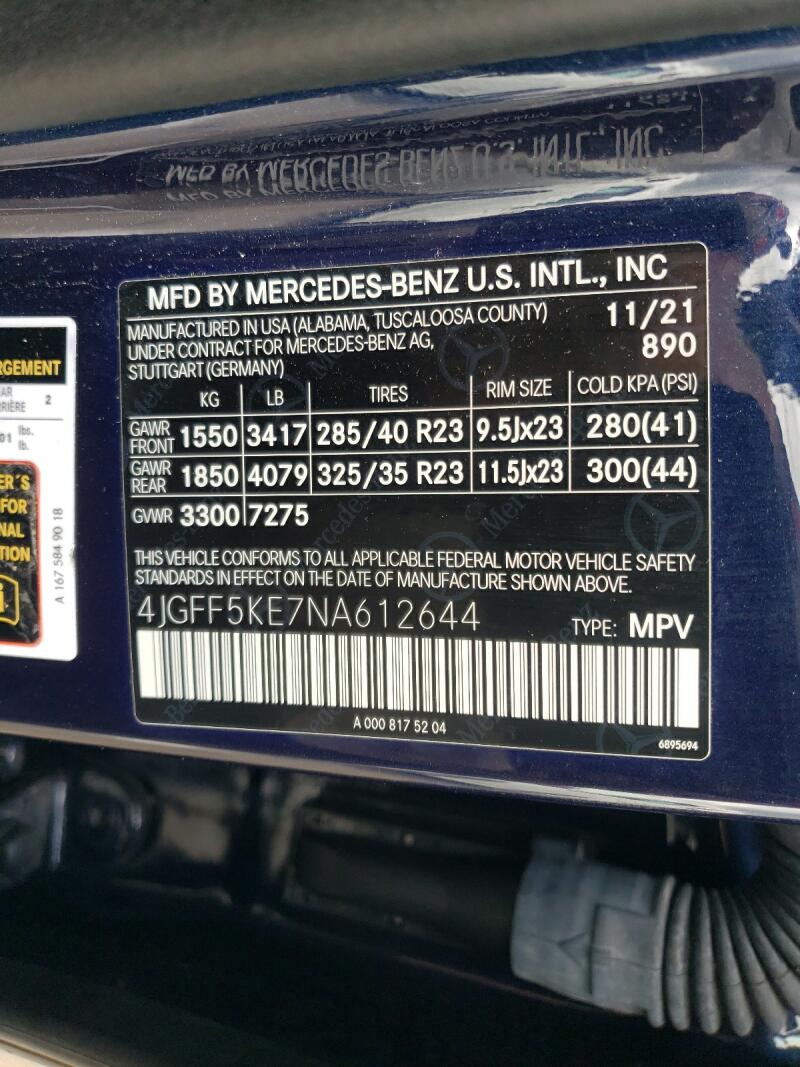 MFD BY MERCEDES-BENZ U.S. INTL., INC
MANUFACTURED IN USA (ALABAMA, TUSCALOOSA COUNTY) 11/21
UNDER CONTRACT FOR MERCEDES-BENZ AG, 890
STUTTGART (GERMANY)
KG LB TIRES RIM SIZE COLD KPA (PSI)
GAWR FRONT 1550 3417 285/40 R23 9.5Jx23 280(41)
GAWR REAR 1850 4079 325/35 R23 11.5Jx23 300(44)
GVWR 3300 7275
THIS VEHICLE CONFORMS TO ALL APPLICABLE FEDERAL MOTOR VEHICLE SAFETY
STANDARDS IN EFFECT ON THE DATE OF MANUFACTURE SHOWN ABOVE.
4JGFF5KE7NA612644 TYPE: MPV
A 000 817 52 04
6895694
2
lbs.
lb.
FOR
A 167 584 90 18